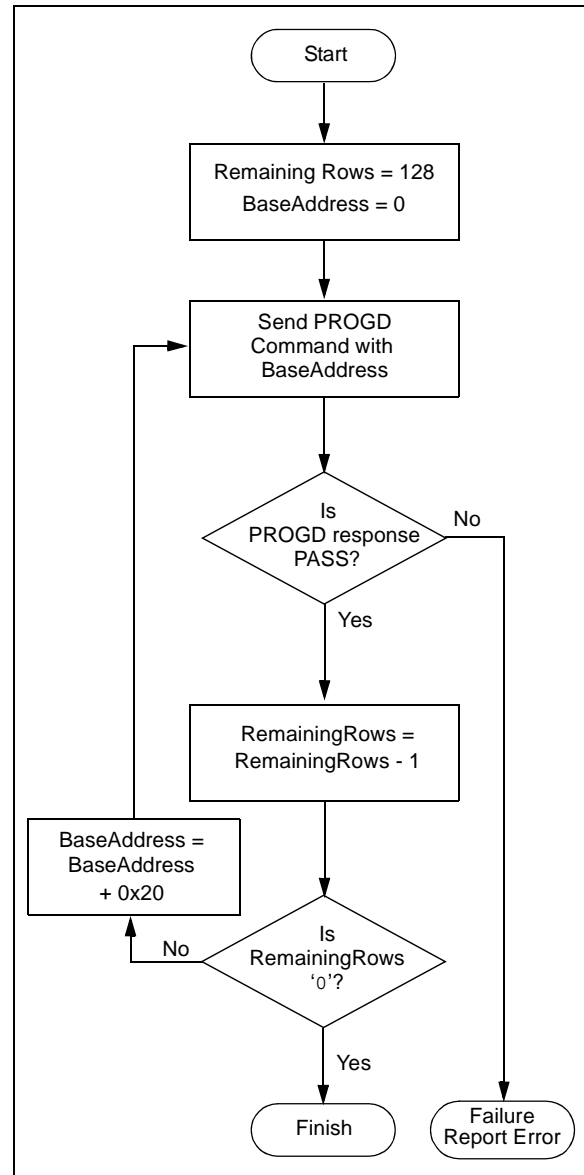 Start
Remaining Rows = 128
BaseAddress = 0
Send PROGD
Command with
BaseAddress
Is
PROGD response
PASS?
No
Yes
RemainingRows =
RemainingRows - 1
BaseAddress =
BaseAddress
+ 0x20
No
Is
RemainingRows
‘0’?
Yes
Finish
Failure
Report Error